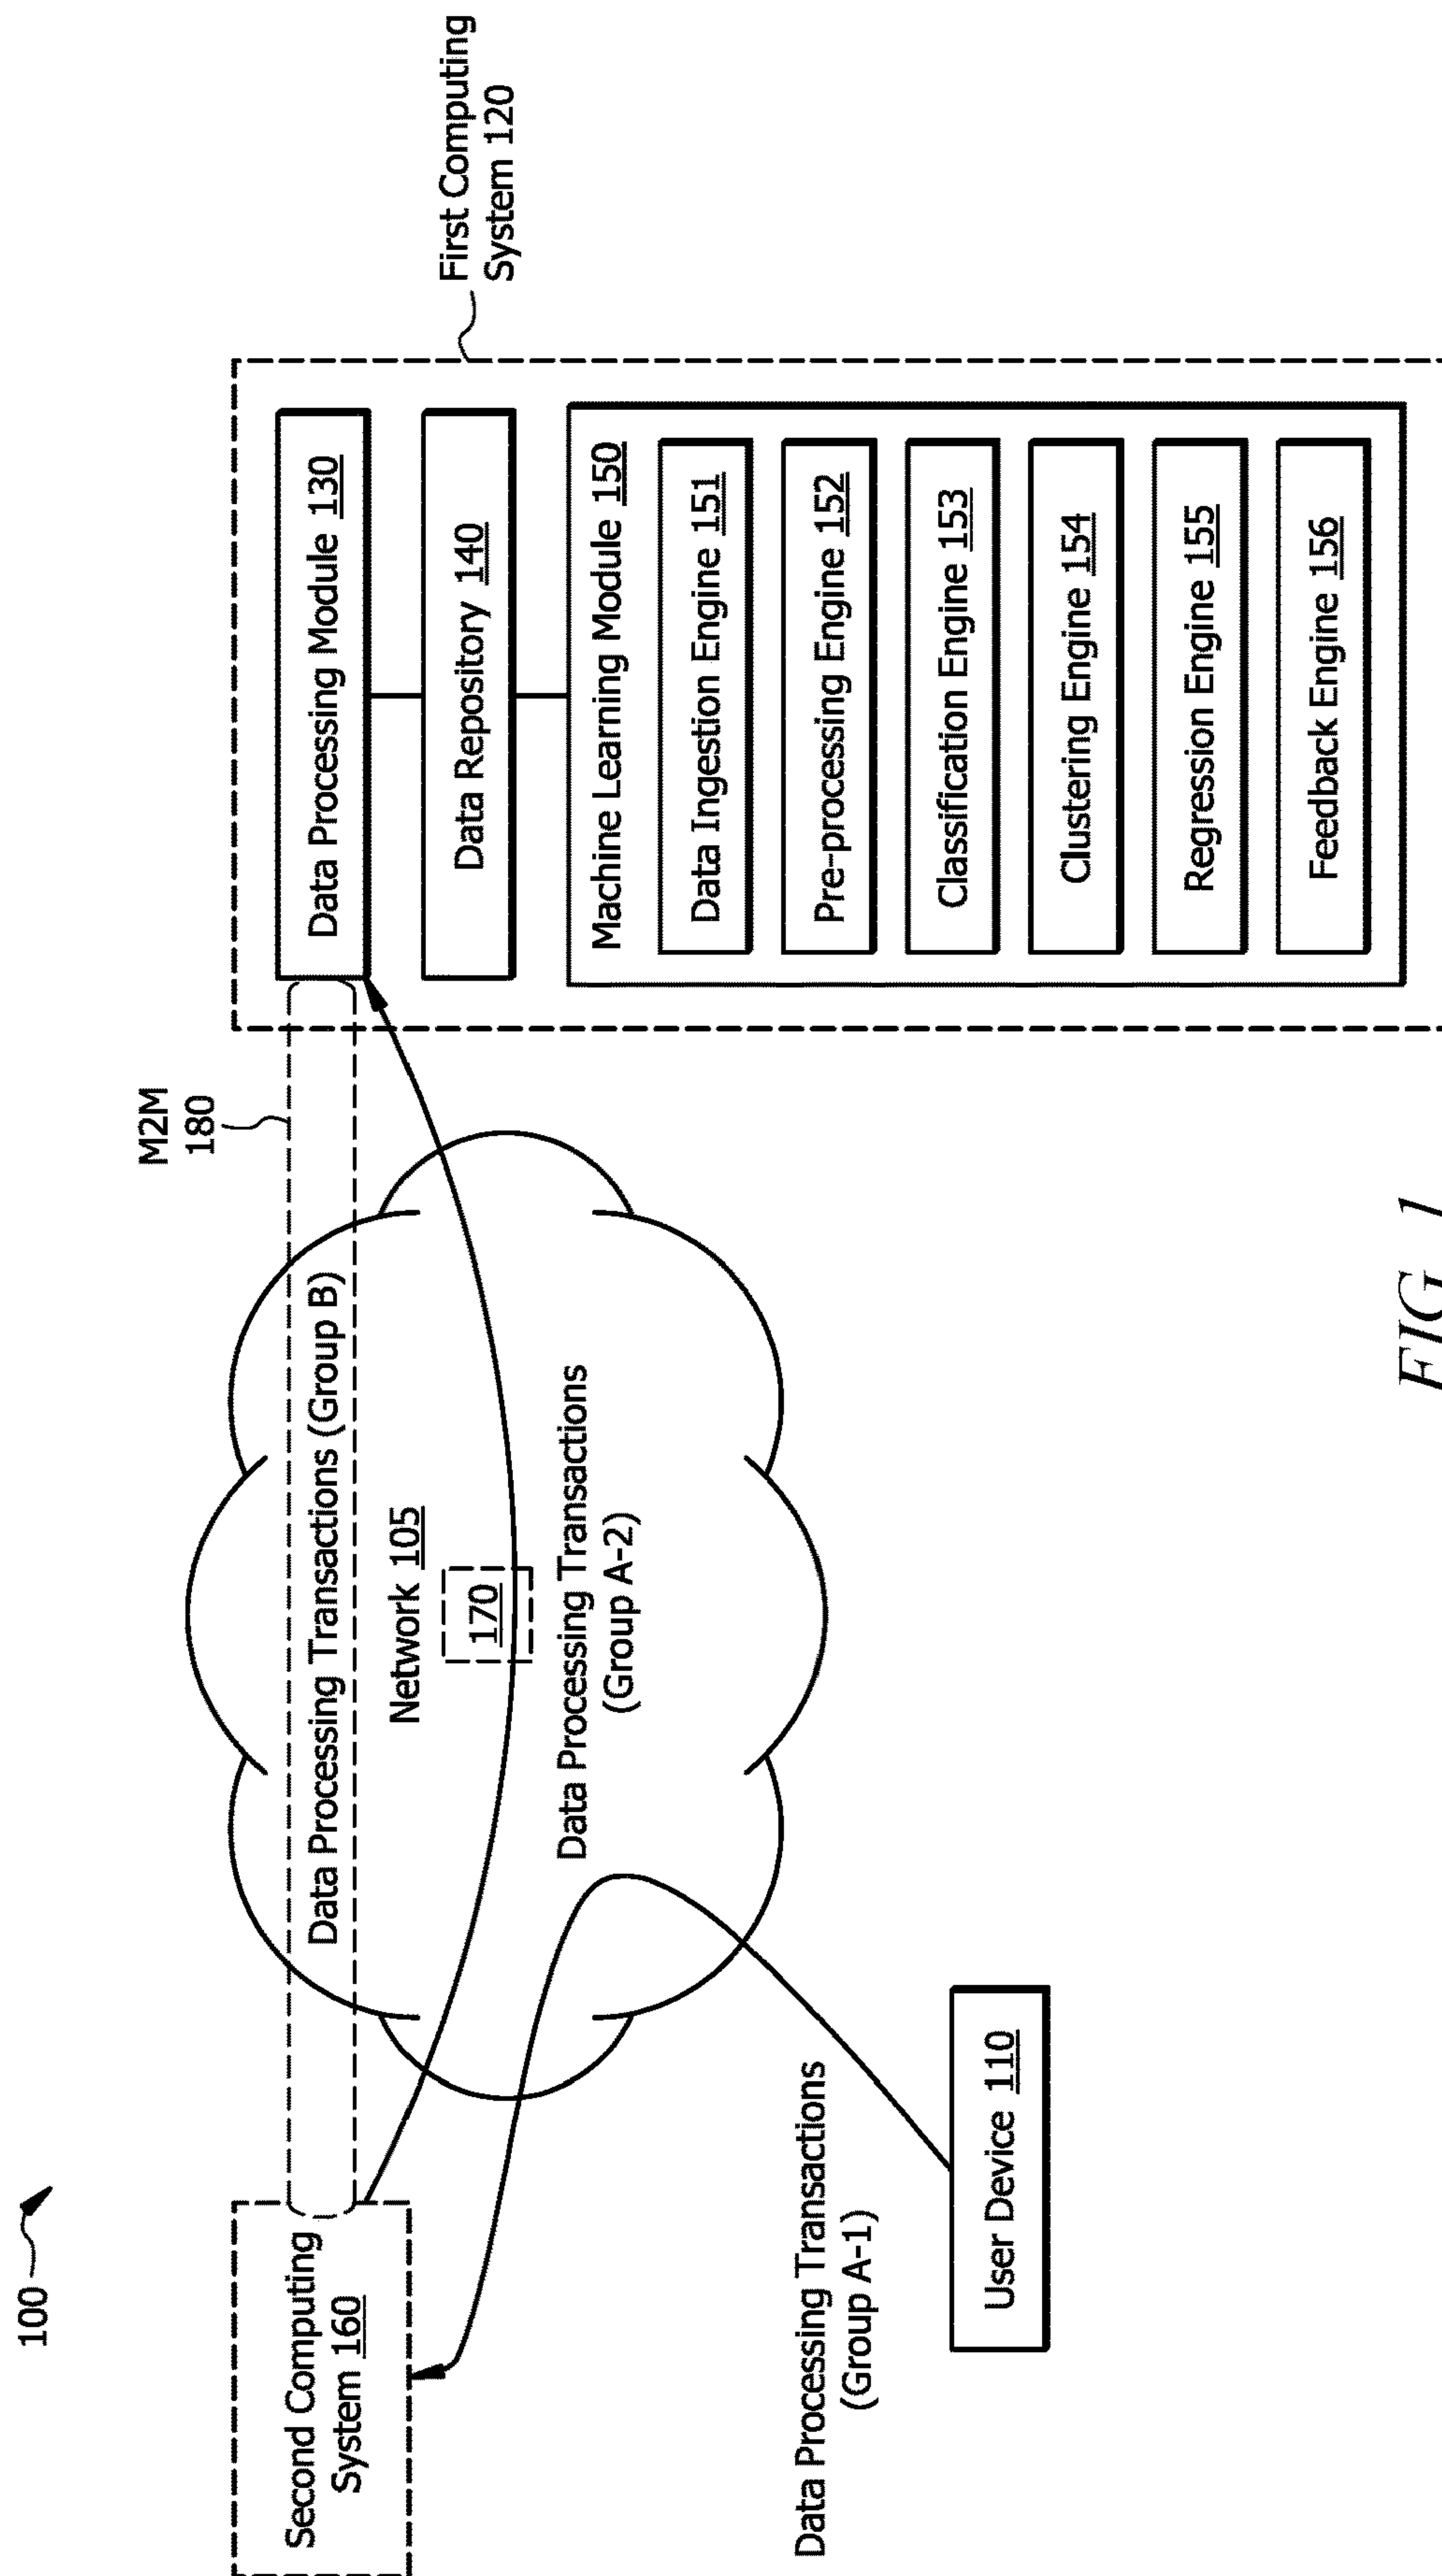 100
Second Computing
System 160
M2M
180
Data Processing Transactions (Group B)
Network 105
170
Data Processing Transactions
(Group A-2)
Data Processing Transactions
(Group A-1)
User Device 110
First Computing
System 120
Data Processing Module 130
Data Repository 140
Machine Learning Module 150
Data Ingestion Engine 151
Pre-processing Engine 152
Classification Engine 153
Clustering Engine 154
Regression Engine 155
Feedback Engine 156
FIG. 1